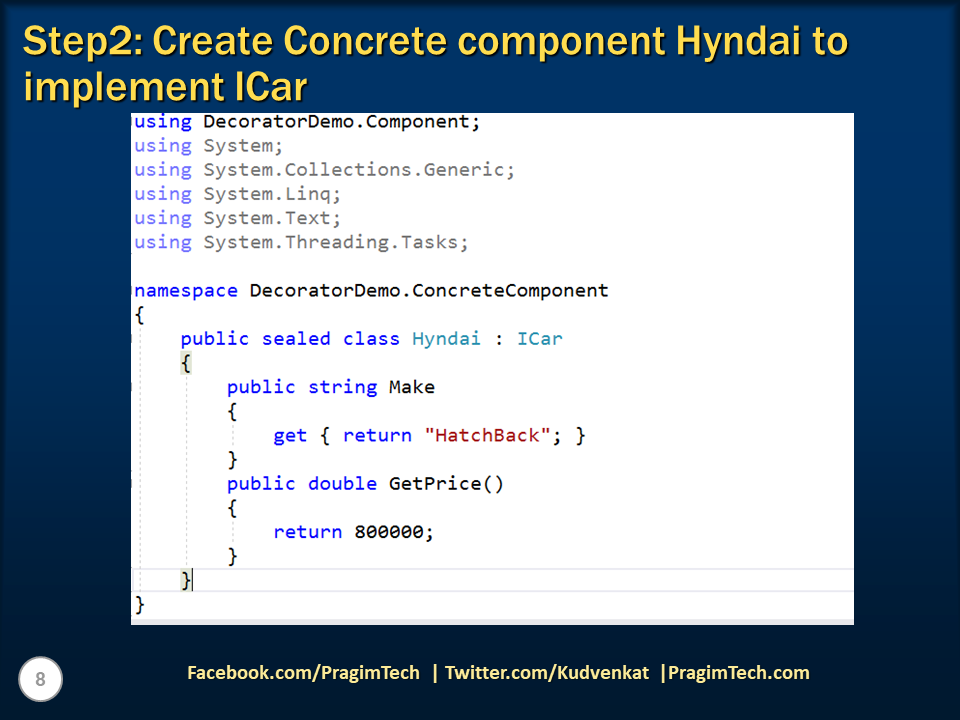 Step2: Create Concrete component Hyndai to
implement ICar
using DecoratorDemo.Component;
using System;
using System.Collections.Generic;
using System.Linq;
using System.Text;
using System.Threading.Tasks;
namespace DecoratorDemo.ConcreteComponent
{
    public sealed class Hyndai : ICar
    {
        public string Make
        {
            get { return "HatchBack"; }
        }
        public double GetPrice()
        {
            return 800000;
        }
    }
}
8
Facebook.com/PragimTech | Twitter.com/Kudvenkat |PragimTech.com